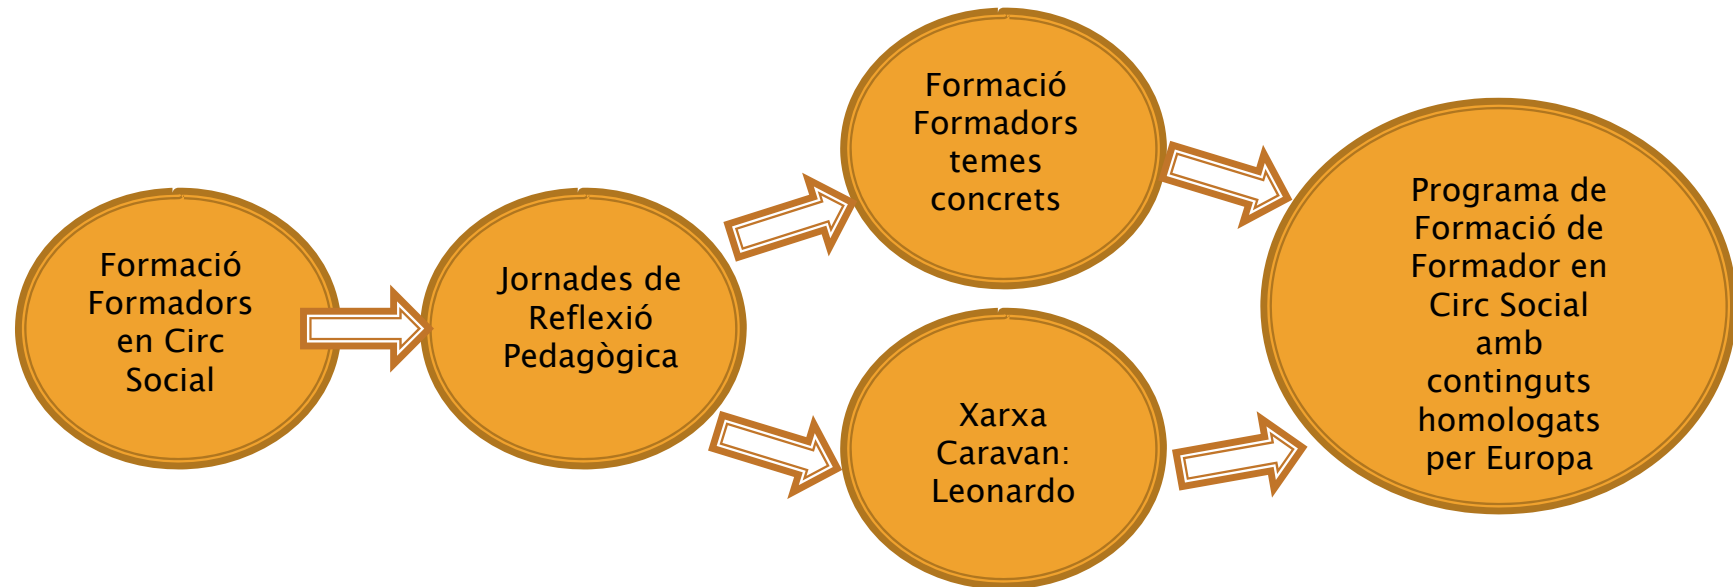 Formació
Formadors
en Circ
Social
Jornades de
Reflexió
Pedagògica
Formació
Formadors
temes
concrets
Xarxa
Caravan:
Leonardo
Programa de
Formació de
Formador en
Circ Social
amb
continguts
homologats
per Europa